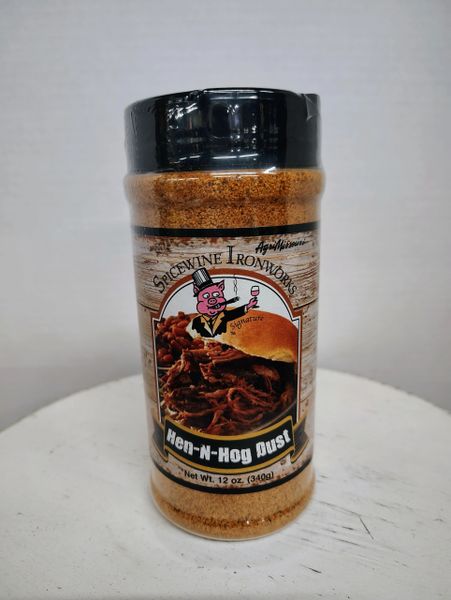 AgriMissouri
SPICEWINE IRONWORKS
Signature
Hen-N-Hog Dust
Net Wt. 12 oz. (340g)